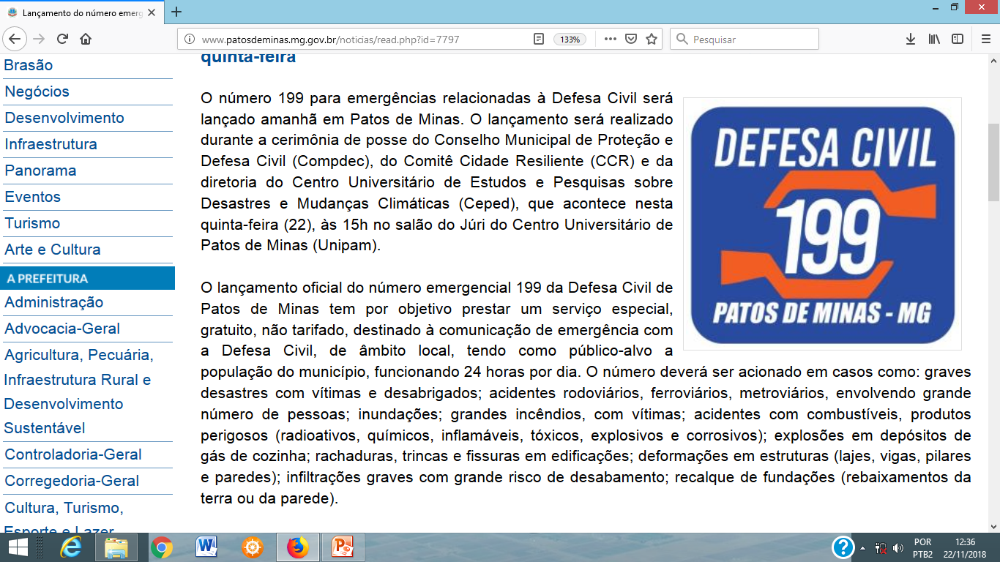 Lançamento do número emerg
www.patosdeminas.mg.gov.br/noticias/read.php?id=7797
133%
Pesquisar
Brasão
Negócios
Desenvolvimento
Infraestrutura
Panorama
Eventos
Turismo
Arte e Cultura
A PREFEITURA
Administração
Advocacia-Geral
Agricultura, Pecuária,
Infraestrutura Rural e
Desenvolvimento
Sustentável
Controladoria-Geral
Corregedoria-Geral
Cultura, Turismo,
Esporte e Lazer
quinta-feira
O número 199 para emergências relacionadas à Defesa Civil será
lançado amanhã em Patos de Minas. O lançamento será realizado
durante a cerimônia de posse do Conselho Municipal de Proteção e
Defesa Civil (Compdec), do Comitê Cidade Resiliente (CCR) e da
diretoria do Centro Universitário de Estudos e Pesquisas sobre
Desastres e Mudanças Climáticas (Ceped), que acontece nesta
quinta-feira (22), às 15h no salão do Júri do Centro Universitário de
Patos de Minas (Unipam).
DEFESA CIVIL
199
PATOS DE MINAS - MG
O lançamento oficial do número emergencial 199 da Defesa Civil de
Patos de Minas tem por objetivo prestar um serviço especial,
gratuito, não tarifado, destinado à comunicação de emergência com
a Defesa Civil, de âmbito local, tendo como público-alvo a
população do município, funcionando 24 horas por dia. O número deverá ser acionado em casos como: graves
desastres com vítimas e desabrigados; acidentes rodoviários, ferroviários, metroviários, envolvendo grande
número de pessoas; inundações; grandes incêndios, com vítimas; acidentes com combustíveis, produtos
perigosos (radioativos, químicos, inflamáveis, tóxicos, explosivos e corrosivos); explosões em depósitos de
gás de cozinha; rachaduras, trincas e fissuras em edificações; deformações em estruturas (lajes, vigas, pilares
e paredes); infiltrações graves com grande risco de desabamento; recalque de fundações (rebaixamentos da
terra ou da parede).
POR
PTB2
12:36
22/11/2018